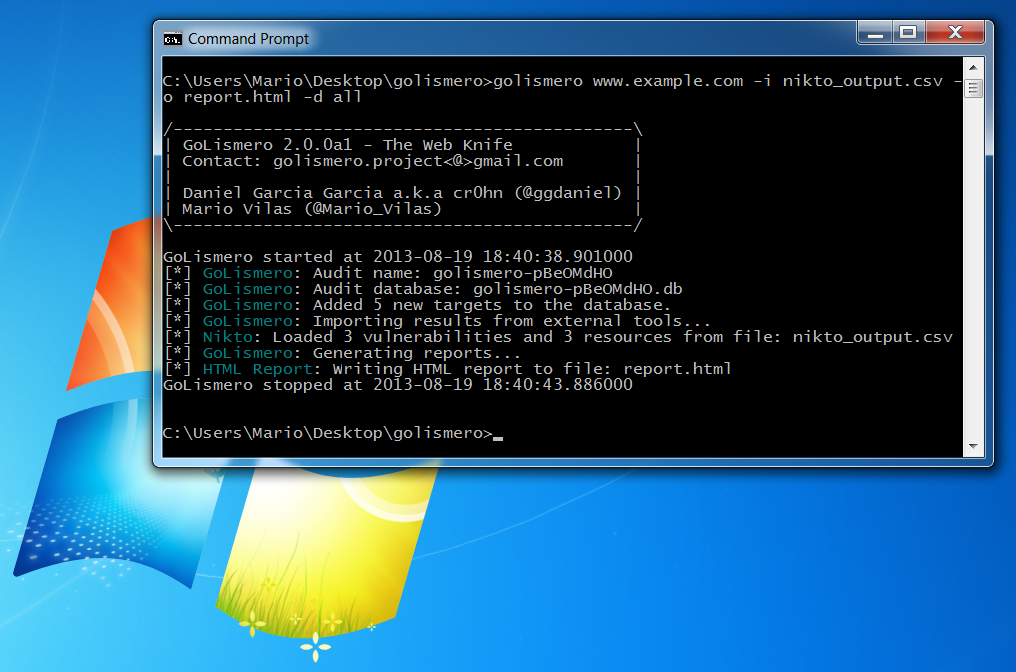 Command Prompt
C:\Users\Mario\Desktop\golismero>golismero www.example.com -i nikto_output.csv -
o report.html -d all
/----------------------------------------------\
| GoLismero 2.0.0a1 - The Web Knife            |
| Contact: golismero.project<@>gmail.com       |
|                                              |
| Daniel Garcia Garcia a.k.a cr0hn (@ggdaniel) |
| Mario Vilas (@Mario_Vilas)                   |
\----------------------------------------------/
GoLismero started at 2013-08-19 18:40:38.901000
[*] GoLismero: Audit name: golismero-pBeOMdHO
[*] GoLismero: Audit database: golismero-pBeOMdHO.db
[*] GoLismero: Added 5 new targets to the database.
[*] GoLismero: Importing results from external tools...
[*] Nikto: Loaded 3 vulnerabilities and 3 resources from file: nikto_output.csv
[*] GoLismero: Generating reports...
[*] HTML Report: Writing HTML report to file: report.html
GoLismero stopped at 2013-08-19 18:40:43.886000
C:\Users\Mario\Desktop\golismero>_